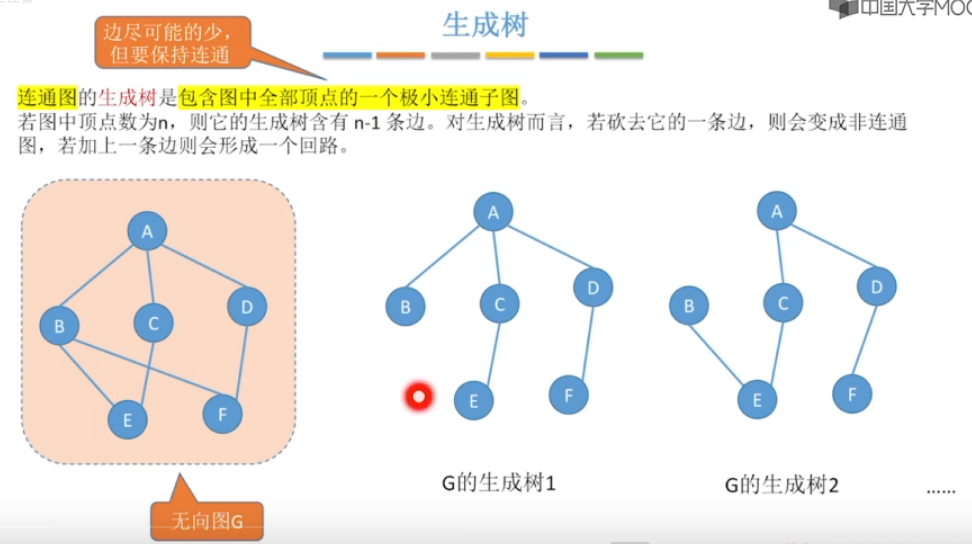 中国大学MOO
生成树
边尽可能的少，
但要保持连通
连通图的生成树是包含图中全部顶点的一个极小连通子图。
若图中顶点数为n，则它的生成树含有 n-1 条边。对生成树而言，若砍去它的一条边，则会变成非连通
图，若加上一条边则会形成一个回路。
A
B
C
D
E
F
A
B
C
D
E
F
A
B
C
D
E
F
G的生成树1
G的生成树2
......
无向图G